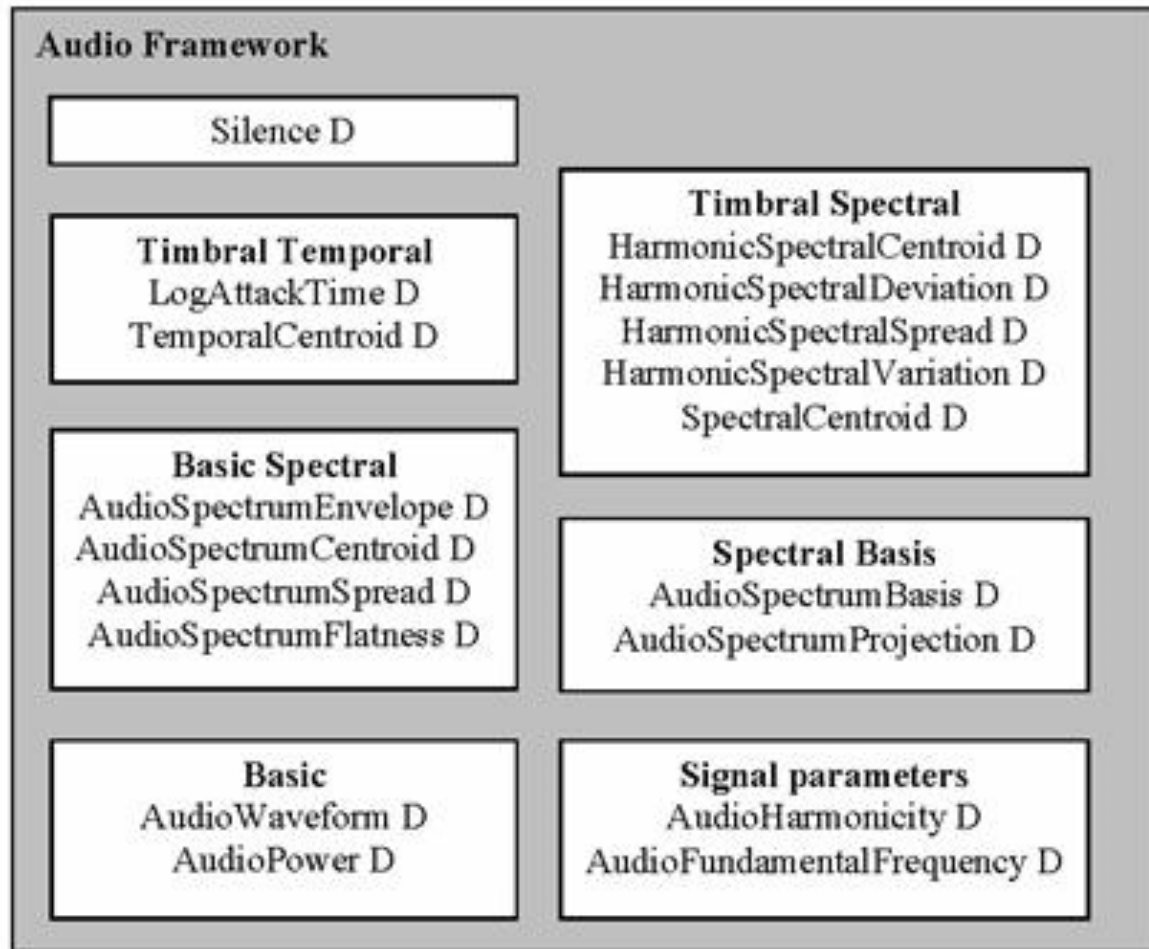 Audio Framework
Silence D
Timbral Temporal
LogAttackTime D
TemporalCentroid D
Basic Spectral
AudioSpectrumEnvelope D
AudioSpectrumCentroid D
AudioSpectrumSpread D
AudioSpectrumFlatness D
Basic
AudioWaveform D
AudioPower D
Timbral Spectral
HarmonicSpectralCentroid D
HarmonicSpectralDeviation D
HarmonicSpectralSpread D
HarmonicSpectralVariation D
SpectralCentroid D
Spectral Basis
AudioSpectrumBasis D
AudioSpectrumProjection D
Signal parameters
AudioHarmonicity D
AudioFundamentalFrequency D